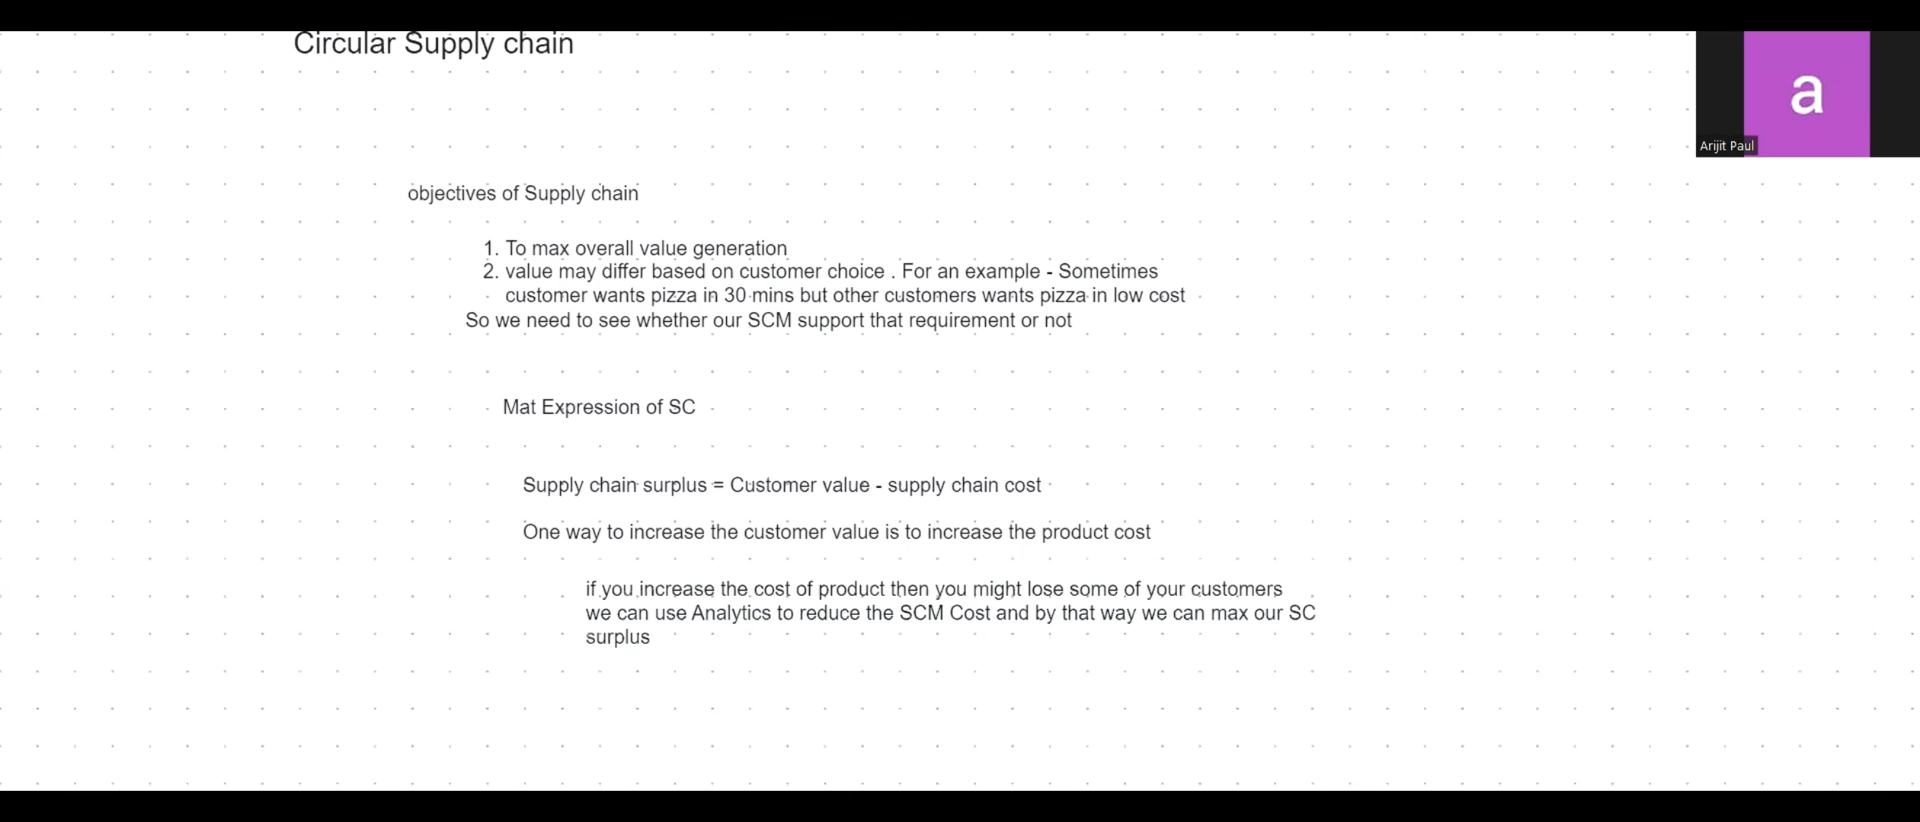 Circular Supply chain
a
Arijit Paul
objectives of Supply chain
1. To max overall value generation
2. value may differ based on customer choice . For an example - Sometimes
customer wants pizza in 30 mins but other customers wants pizza in low cost
So we need to see whether our SCM support that requirement or not
Mat Expression of SC
Supply chain surplus = Customer value - supply chain cost
One way to increase the customer value is to increase the product cost
if you increase the cost of product then you might lose some of your customers
we can use Analytics to reduce the SCM Cost and by that way we can max our SC
surplus